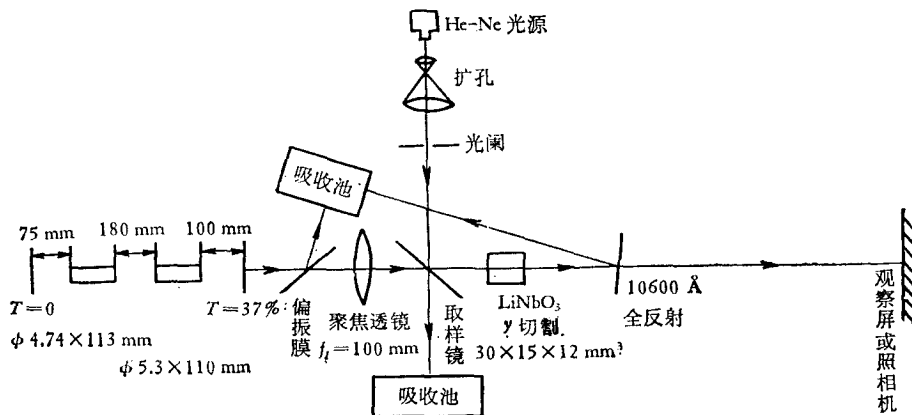 He-Ne 光源
扩孔
光阑
吸收池
75 mm
180 mm
100 mm
T=0
T=37%
偏振膜
聚焦透镜
f_t=100 mm
取样镜
LiNbO₃
y 切割
30×15×12 mm³
10600 Å
全反射
观察屏或照相机
φ 4.74×113 mm
φ 5.3×110 mm
吸收池